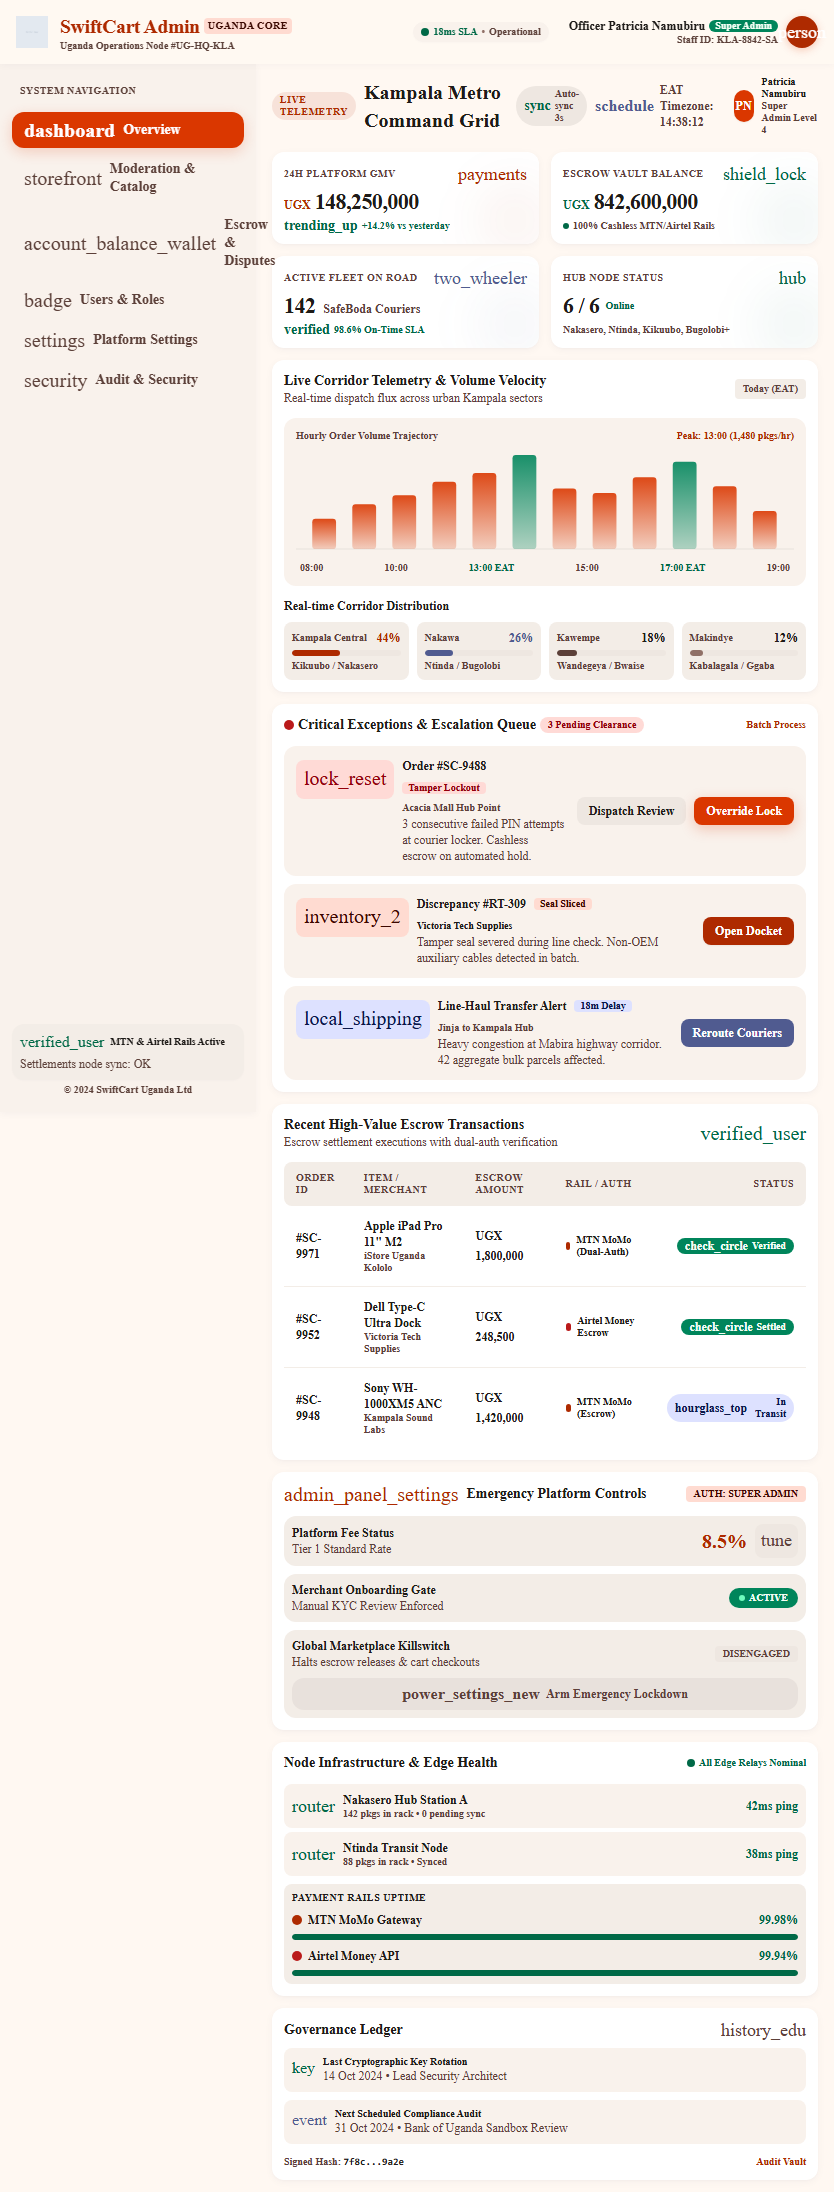 SwiftCart Admin UGANDA CORE
Uganda Operations Node #UG-HQ-KLA
18ms SLA • Operational
Officer Patricia Namubiru Super Admin
Staff ID: KLA-8842-SA
SYSTEM NAVIGATION
dashboard Overview
storefront Moderation & Catalog
account_balance_wallet Escrow & Disputes
badge Users & Roles
settings Platform Settings
security Audit & Security
verified_user MTN & Airtel Rails Active
Settlements node sync: OK
© 2024 SwiftCart Uganda Ltd
LIVE TELEMETRY
Kampala Metro Command Grid
sync Auto-sync 3s
schedule EAT Timezone: 14:38:12
PN
Patricia Namubiru
Super Admin Level 4
24H PLATFORM GMV payments
UGX 148,250,000
trending_up +14.2% vs yesterday
ESCROW VAULT BALANCE shield_lock
UGX 842,600,000
100% Cashless MTN/Airtel Rails
ACTIVE FLEET ON ROAD two_wheeler
142 SafeBoda Couriers
verified 98.6% On-Time SLA
HUB NODE STATUS hub
6 / 6 Online
Nakasero, Ntinda, Kikuubo, Bugolobi+
Live Corridor Telemetry & Volume Velocity
Real-time dispatch flux across urban Kampala sectors
Today (EAT)
Hourly Order Volume Trajectory
Peak: 13:00 (1,480 pkgs/hr)
08:00 10:00 13:00 EAT 15:00 17:00 EAT 19:00
Real-time Corridor Distribution
Kampala Central 44%
Kikuubo / Nakasero
Nakawa 26%
Ntinda / Bugolobi
Kawempe 18%
Wandegeya / Bwaise
Makindye 12%
Kabalagala / Ggaba
Critical Exceptions & Escalation Queue 3 Pending Clearance
Batch Process
lock_reset
Order #SC-9488
Tamper Lockout
Acacia Mall Hub Point
3 consecutive failed PIN attempts
at courier locker. Cashless
escrow on automated hold.
Dispatch Review
Override Lock
inventory_2
Discrepancy #RT-309 Seal Sliced
Victoria Tech Supplies
Tamper seal severed during line check. Non-OEM
auxiliary cables detected in batch.
Open Docket
local_shipping
Line-Haul Transfer Alert 18m Delay
Jinja to Kampala Hub
Heavy congestion at Mabira highway corridor.
42 aggregate bulk parcels affected.
Reroute Couriers
Recent High-Value Escrow Transactions
Escrow settlement executions with dual-auth verification
verified_user
ORDER ID ITEM / MERCHANT ESCROW AMOUNT RAIL / AUTH STATUS
#SC-9971 Apple iPad Pro 11" M2 iStore Uganda Kololo UGX 1,800,000 MTN MoMo (Dual-Auth) check_circle Verified
#SC-9952 Dell Type-C Ultra Dock Victoria Tech Supplies UGX 248,500 Airtel Money Escrow check_circle Settled
#SC-9948 Sony WH-1000XM5 ANC Kampala Sound Labs UGX 1,420,000 MTN MoMo (Escrow) hourglass_top In Transit
admin_panel_settings Emergency Platform Controls
AUTH: SUPER ADMIN
Platform Fee Status
Tier 1 Standard Rate
8.5% tune
Merchant Onboarding Gate
Manual KYC Review Enforced
ACTIVE
Global Marketplace Killswitch
Halts escrow releases & cart checkouts
DISENGAGED
power_settings_new Arm Emergency Lockdown
Node Infrastructure & Edge Health
All Edge Relays Nominal
router Nakasero Hub Station A
142 pkgs in rack • 0 pending sync
42ms ping
router Ntinda Transit Node
88 pkgs in rack • Synced
38ms ping
PAYMENT RAILS UPTIME
MTN MoMo Gateway 99.98%
Airtel Money API 99.94%
Governance Ledger history_edu
key Last Cryptographic Key Rotation
14 Oct 2024 • Lead Security Architect
event Next Scheduled Compliance Audit
31 Oct 2024 • Bank of Uganda Sandbox Review
Signed Hash: 7f8c...9a2e
Audit Vault